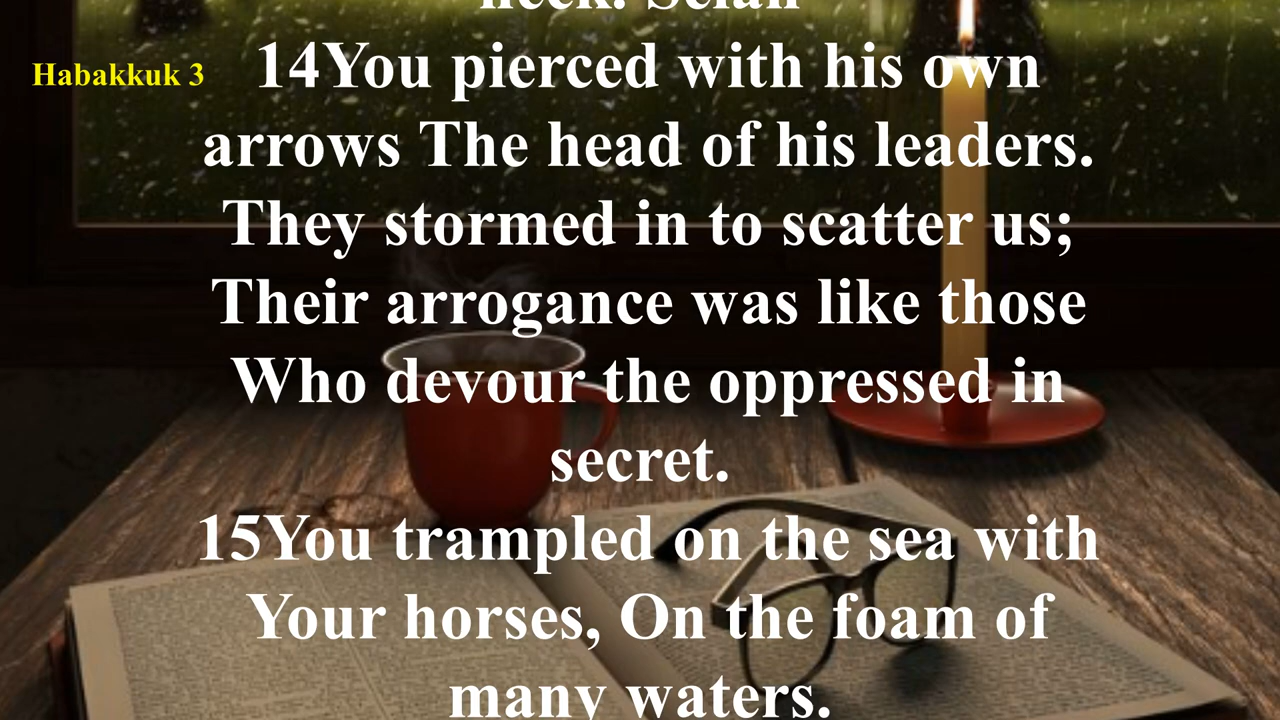 neck. Selah
Habakkuk 3
14You pierced with his own
arrows The head of his leaders.
They stormed in to scatter us;
Their arrogance was like those
Who devour the oppressed in
secret.
15You trampled on the sea with
Your horses, On the foam of
many waters.